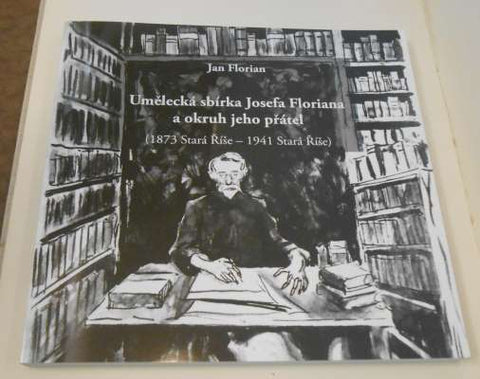 Jan Florian
Umělecká sbírka Josefa Floriana
a okruh jeho přátel
(1873 Stará Říše – 1941 Stará Říše)